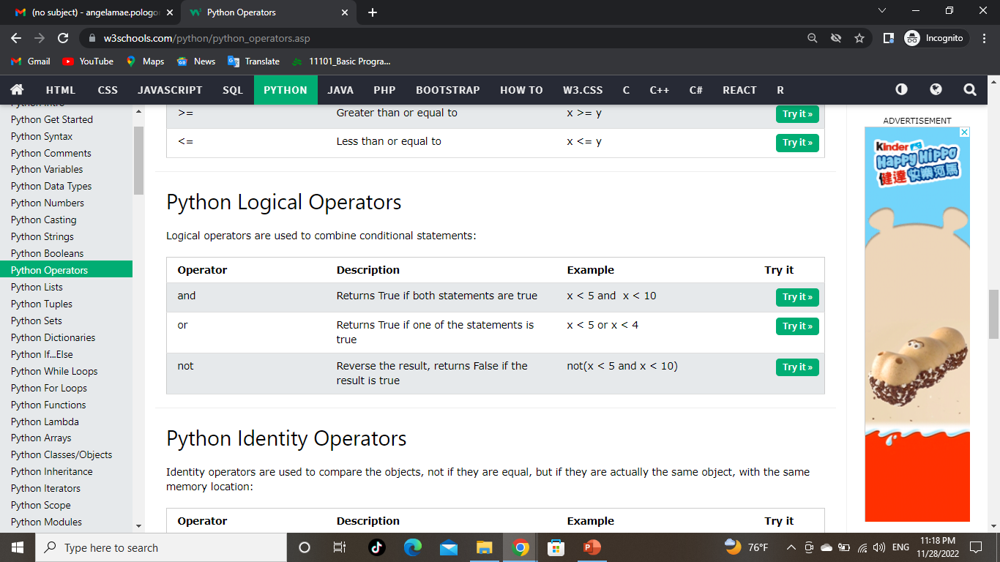 (no subject) - angelamae.pologo
Python Operators
w3schools.com/python/python_operators.asp
Incognito
Gmail
YouTube
Maps
News
Translate
11101_Basic Progra...
HTML
CSS
JAVASCRIPT
SQL
PYTHON
JAVA
PHP
BOOTSTRAP
HOW TO
W3.CSS
C
C++
C#
REACT
R
Python Intro
Python Get Started
Python Syntax
Python Comments
Python Variables
Python Data Types
Python Numbers
Python Casting
Python Strings
Python Booleans
Python Operators
Python Lists
Python Tuples
Python Sets
Python Dictionaries
Python If...Else
Python While Loops
Python For Loops
Python Functions
Python Lambda
Python Arrays
Python Classes/Objects
Python Inheritance
Python Iterators
Python Scope
Python Modules
>= Greater than or equal to x >= y Try it »
<= Less than or equal to x <= y Try it »
Python Logical Operators
Logical operators are used to combine conditional statements:
Operator Description Example Try it
and Returns True if both statements are true x < 5 and  x < 10 Try it »
or Returns True if one of the statements is x < 5 or x < 4 Try it »
true
not Reverse the result, returns False if the not(x < 5 and x < 10) Try it »
result is true
Python Identity Operators
Identity operators are used to compare the objects, not if they are equal, but if they are actually the same object, with the same
memory location:
Operator Description Example Try it
ADVERTISEMENT
Kinder
Happy Hippo
健達快樂河馬
Type here to search
76°F
ENG
11:18 PM
11/28/2022